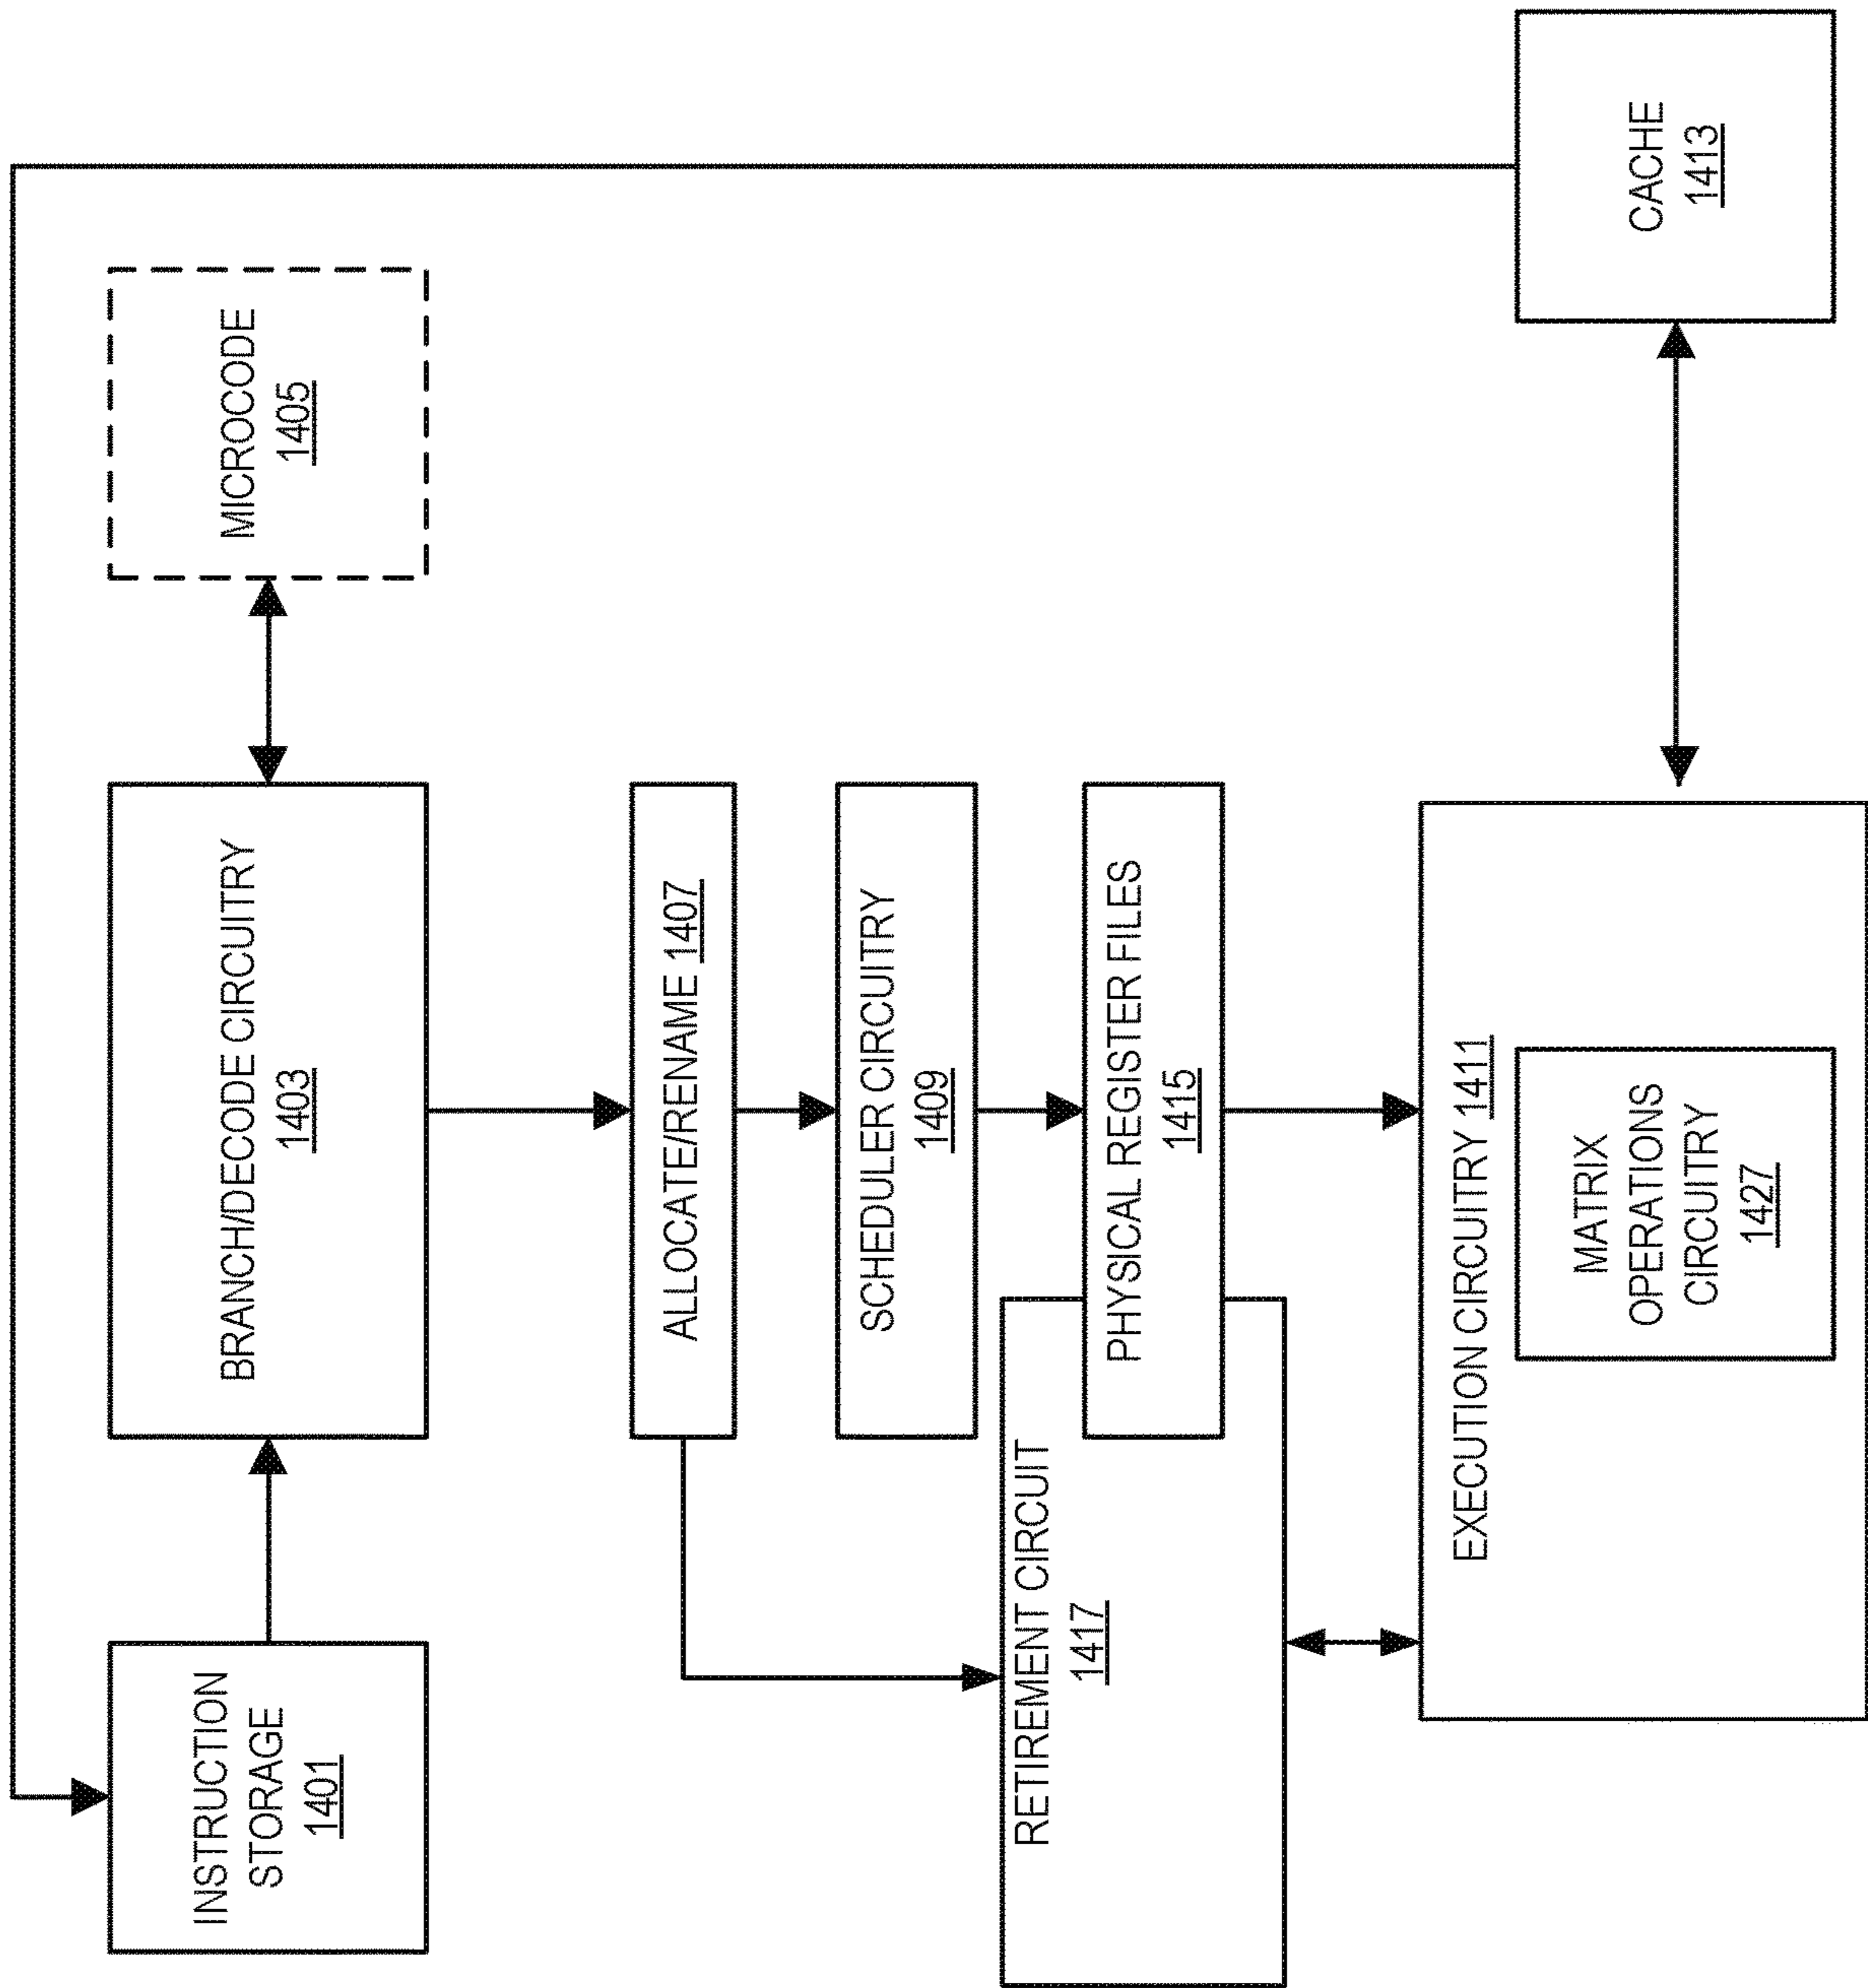 INSTRUCTION
STORAGE
1401
BRANCH/DECODE CIRCUITRY
1403
MICROCODE
1405
ALLOCATE/RENAME 1407
SCHEDULER CIRCUITRY
1409
RETIREMENT CIRCUIT
1417
PHYSICAL REGISTER FILES
1415
EXECUTION CIRCUITRY 1411
MATRIX
OPERATIONS
CIRCUITRY
1427
CACHE
1413